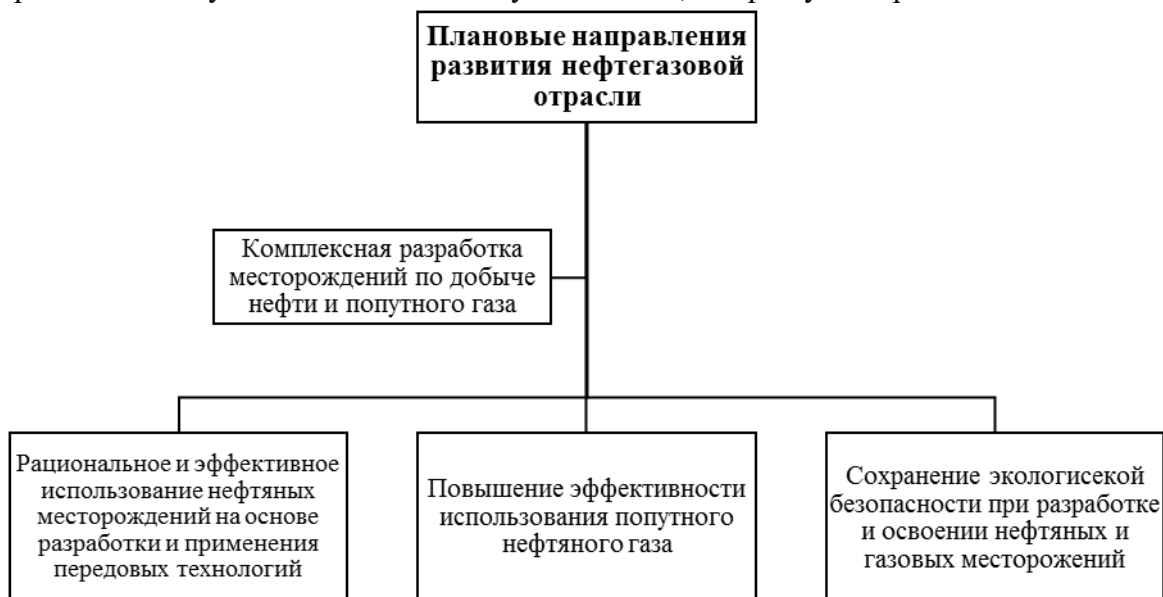 Плановые направления
развития нефтегазовой
отрасли
Комплексная разработка
месторождений по добыче
нефти и попутного газа
Рациональное и эффективное
использование нефтяных
месторождений на основе
разработки и применения
передовых технологий
Повышение эффективности
использования попутного
нефтяного газа
Сохранение экологисекой
безопасности при разработке
и освоении нефтяных и
газовых месторожений